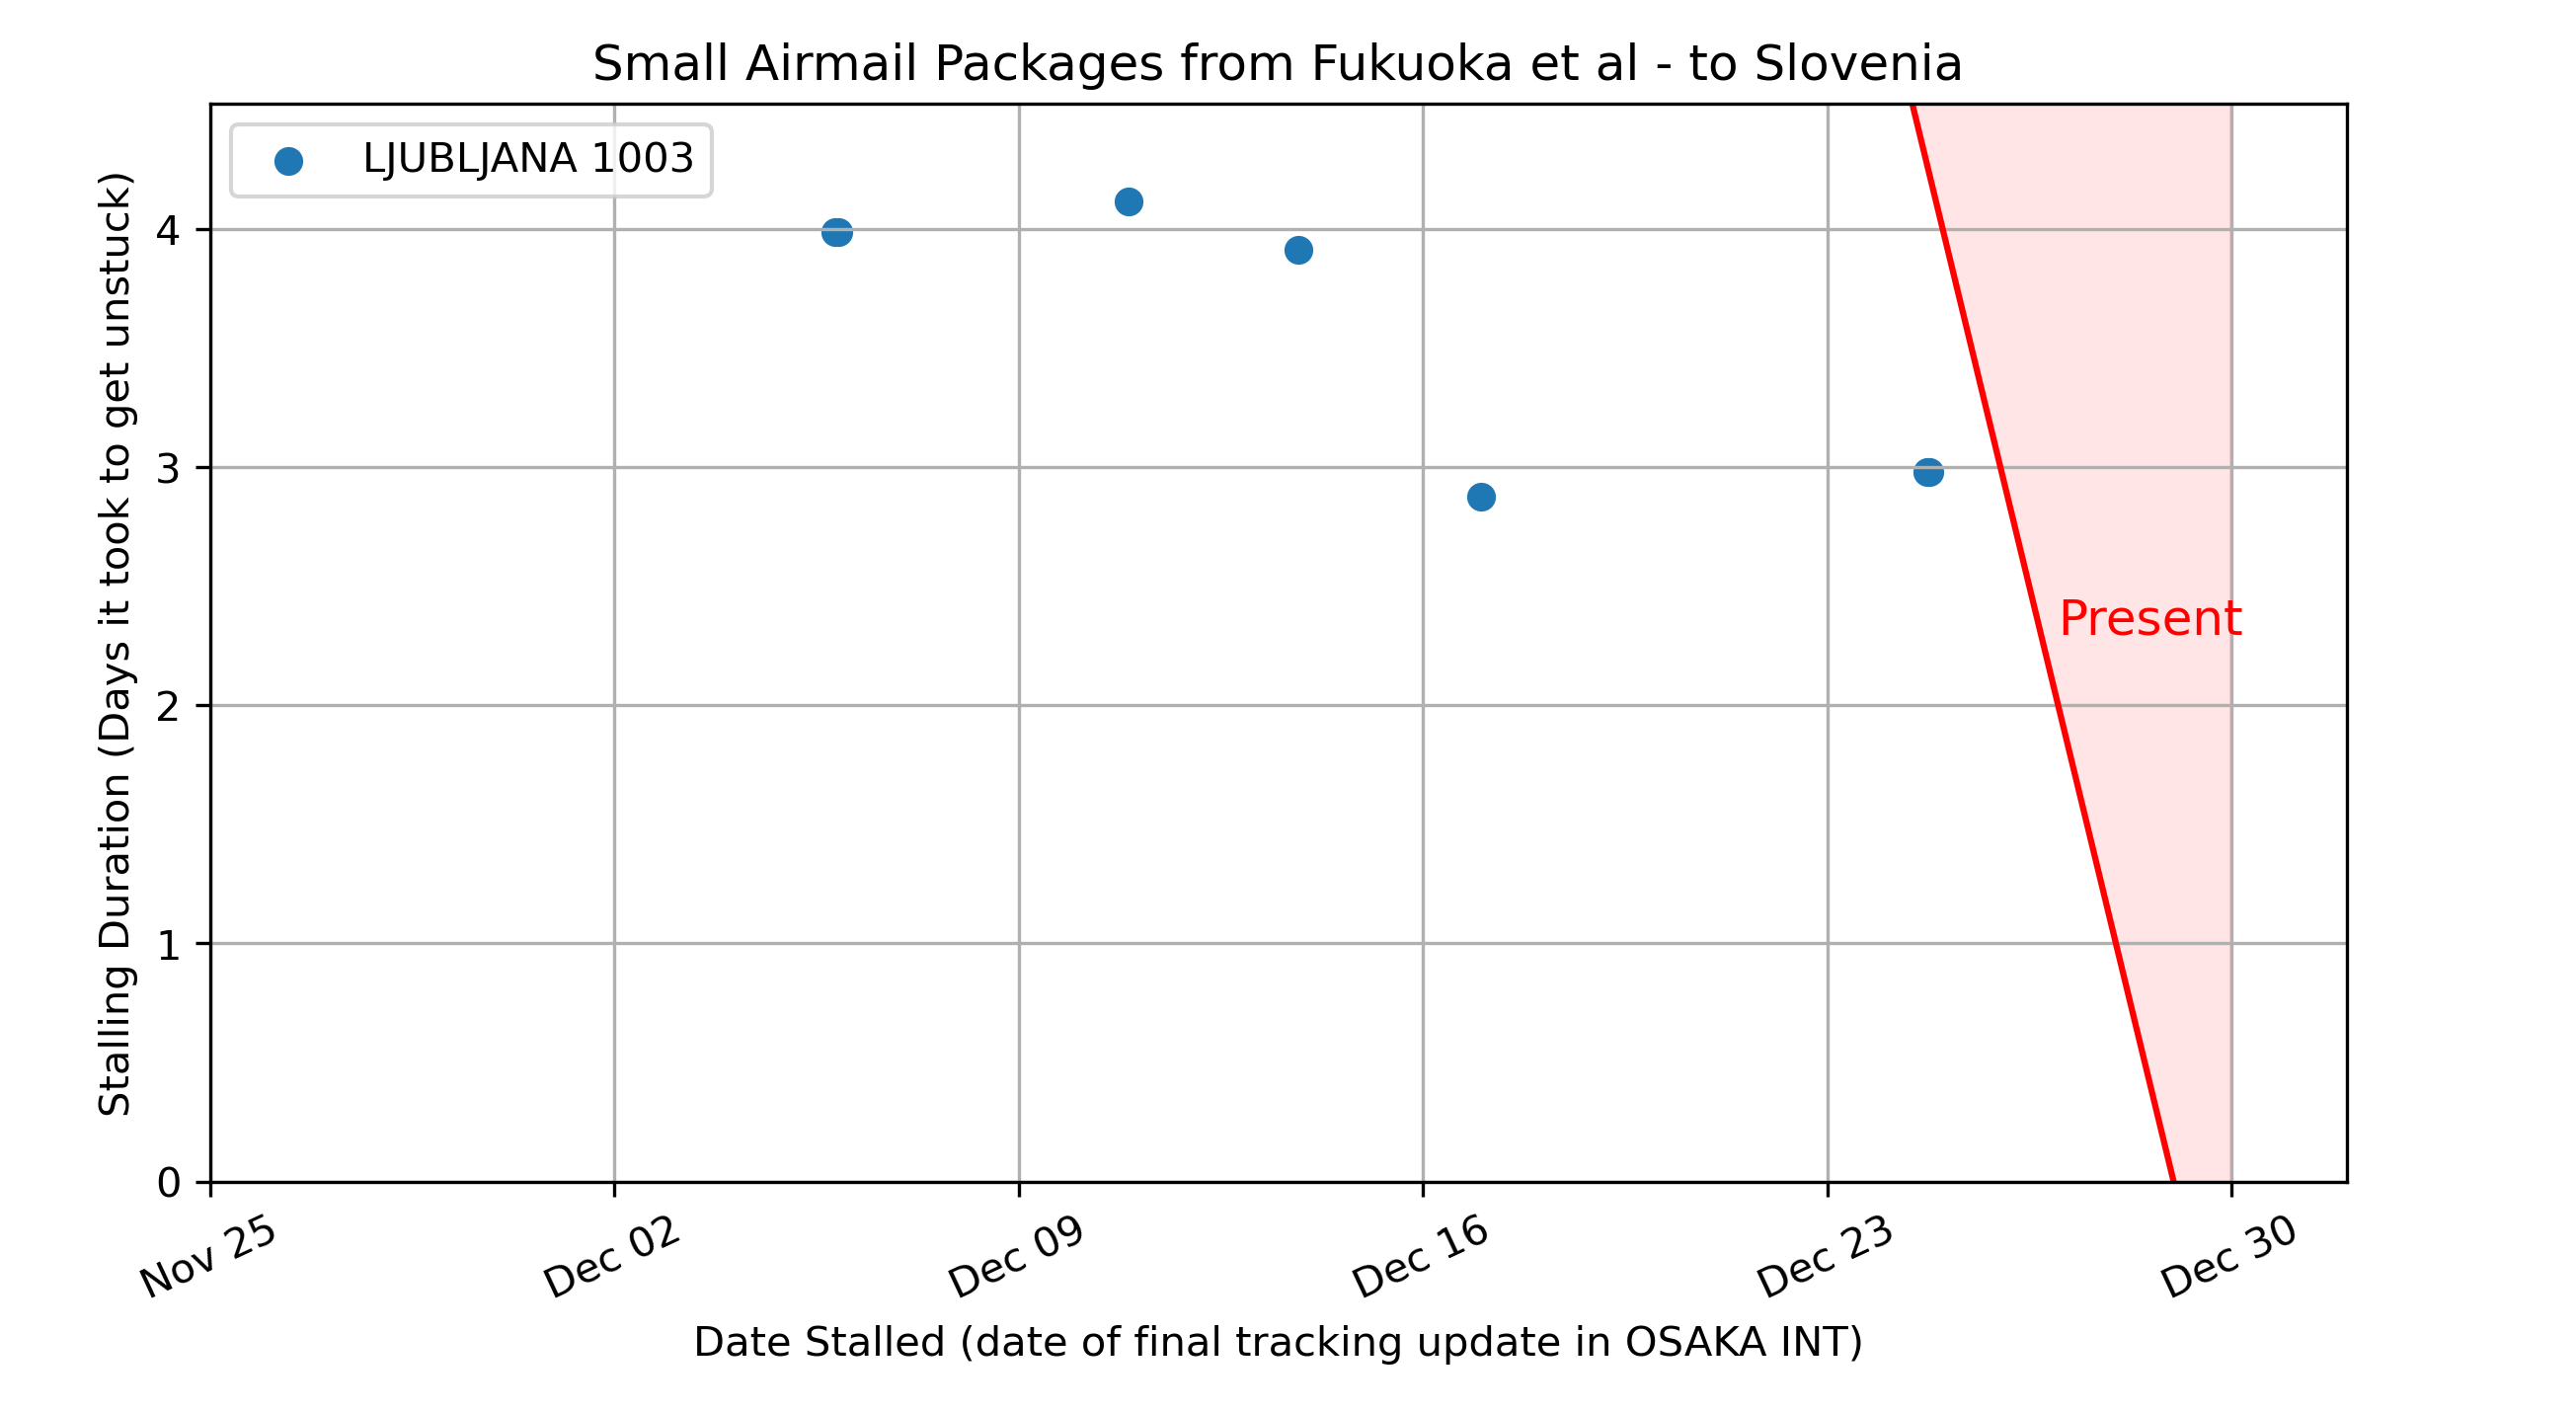 Small Airmail Packages from Fukuoka et al - to Slovenia
LJUBLJANA 1003
Stalling Duration (Days it took to get unstuck)
4
3
2
1
0
Present
Nov 25
Dec 02
Dec 09
Dec 16
Dec 23
Dec 30
Date Stalled (date of final tracking update in OSAKA INT)